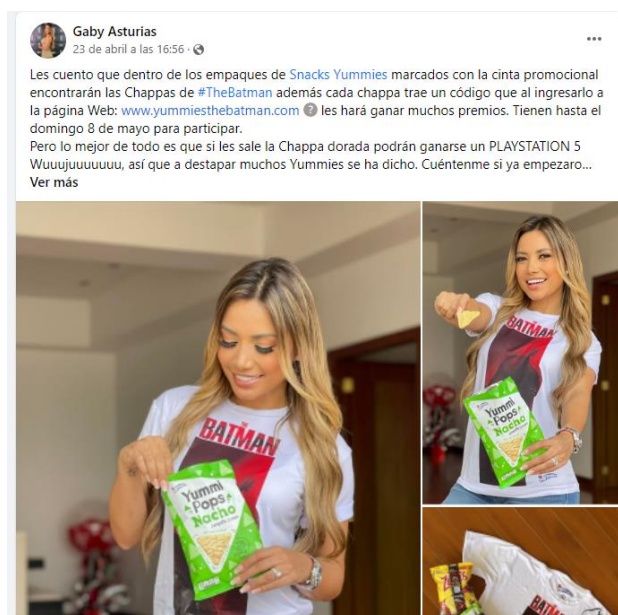 Gaby Asturias
23 de abril a las 16:56 ·
Les cuento que dentro de los empaques de Snacks Yummies marcados con la cinta promocional
encontrarán las Chappas de #TheBatman además cada chappa trae un código que al ingresarlo a
la página Web: www.yummiesthebatman.com ? les hará ganar muchos premios. Tienen hasta el
domingo 8 de mayo para participar.
Pero lo mejor de todo es que si les sale la Chappa dorada podrán ganarse un PLAYSTATION 5
Wuuujuuuuuu, así que a destapar muchos Yummies se ha dicho. Cuéntenme si ya empezaro...
Ver más
BATMAN
Yummi
Pops
Nacho
BATMAN
Yummi
Pops
Nacho
BATMAN